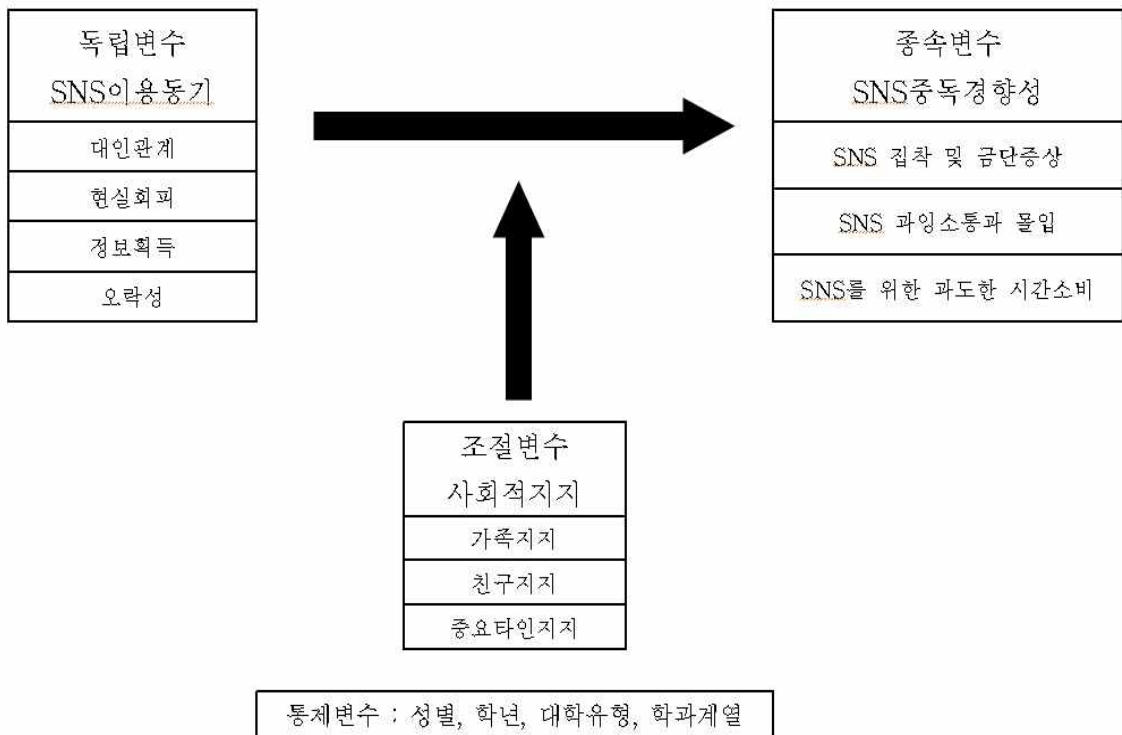 독립변수
SNS이용동기
대인관계
현실회피
정보획득
오락성
종속변수
SNS중독경향성
SNS 집착 및 금단증상
SNS 과잉소통과 몰입
SNS를 위한 과도한 시간소비
조절변수
사회적지지
가족지지
친구지지
중요타인지지
통제변수 : 성별, 학년, 대학유형, 학과계열